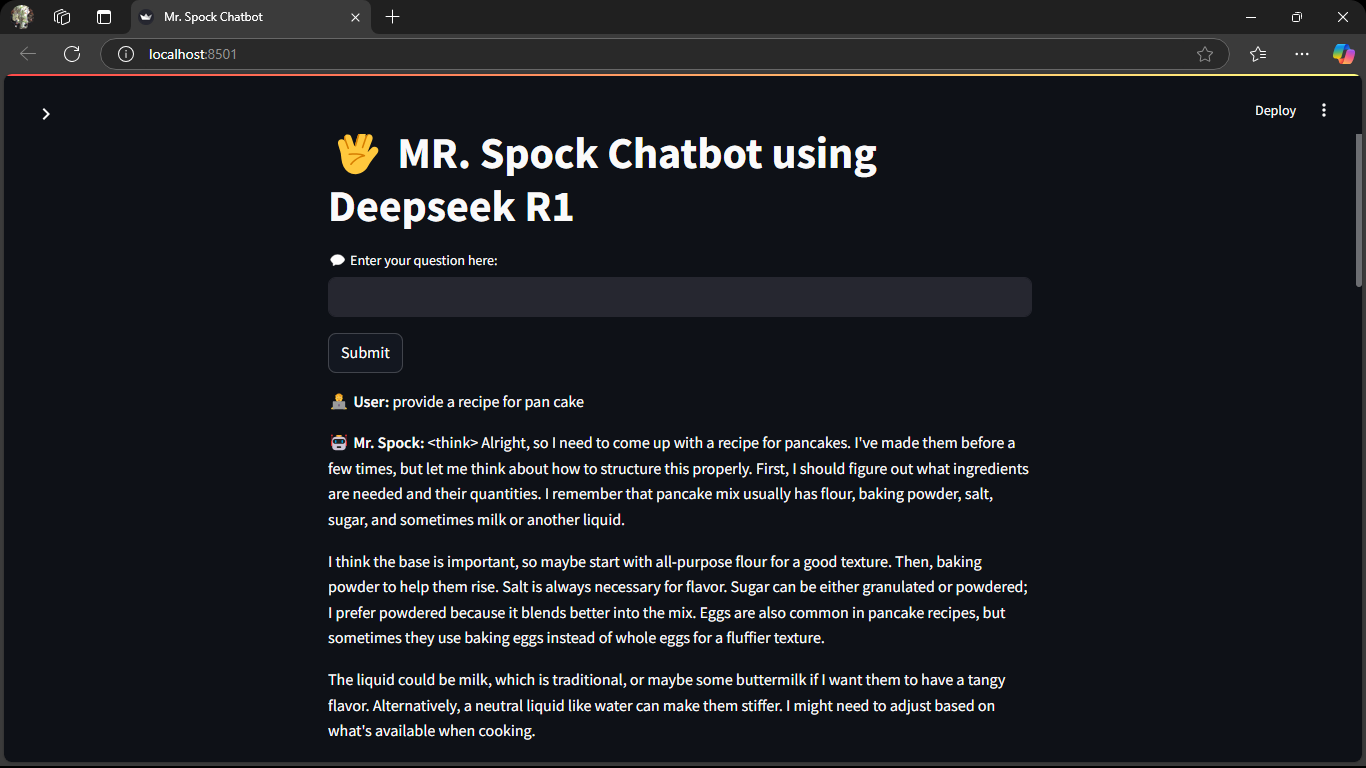 Mr. Spock Chatbot
localhost:8501
Deploy
🖖 MR. Spock Chatbot using
Deepseek R1
💬 Enter your question here:
Submit
🧑‍💻 User: provide a recipe for pan cake
🤖 Mr. Spock: <think> Alright, so I need to come up with a recipe for pancakes. I've made them before a
few times, but let me think about how to structure this properly. First, I should figure out what ingredients
are needed and their quantities. I remember that pancake mix usually has flour, baking powder, salt,
sugar, and sometimes milk or another liquid.
I think the base is important, so maybe start with all-purpose flour for a good texture. Then, baking
powder to help them rise. Salt is always necessary for flavor. Sugar can be either granulated or powdered;
I prefer powdered because it blends better into the mix. Eggs are also common in pancake recipes, but
sometimes they use baking eggs instead of whole eggs for a fluffier texture.
The liquid could be milk, which is traditional, or maybe some buttermilk if I want them to have a tangy
flavor. Alternatively, a neutral liquid like water can make them stiffer. I might need to adjust based on
what's available when cooking.